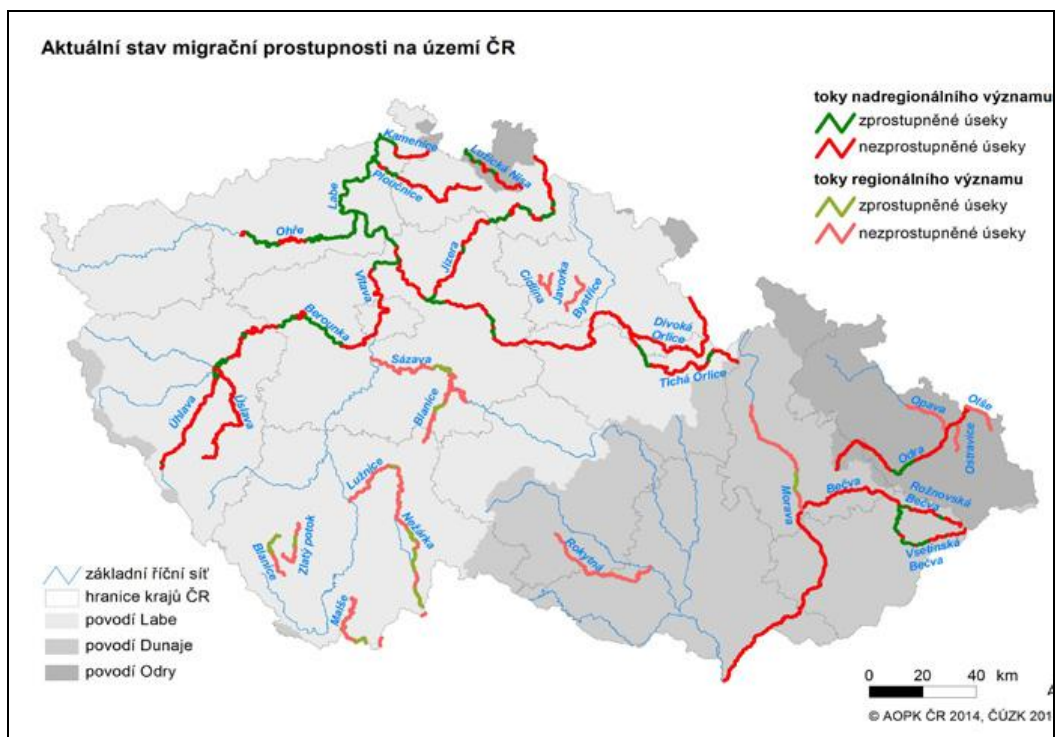 Aktuální stav migrační prostupnosti na území ČR
toky nadregionálního významu
zprostupněné úseky
nezprostupněné úseky
toky regionálního významu
zprostupněné úseky
nezprostupněné úseky
Kamenice
Lužická Nisa
Ploučnice
Labe
Ohře
Jizera
Vltava
Cidlina
Javorka
Bystřice
Berounka
Divoká
Orlice
Tichá Orlice
Sázava
Blanice
Úhlava
Úslava
Opava
Olše
Ostravice
Odra
Lužnice
Nežárka
Bečva
Rožnovská
Bečva
Morava
Vsetínská
Bečva
Blanice
Zlatý potok
Rokytná
Malše
základní říční síť
hranice krajů ČR
povodí Labe
povodí Dunaje
povodí Odry
0 20 40 km
© AOPK ČR 2014, ČÚZK 201